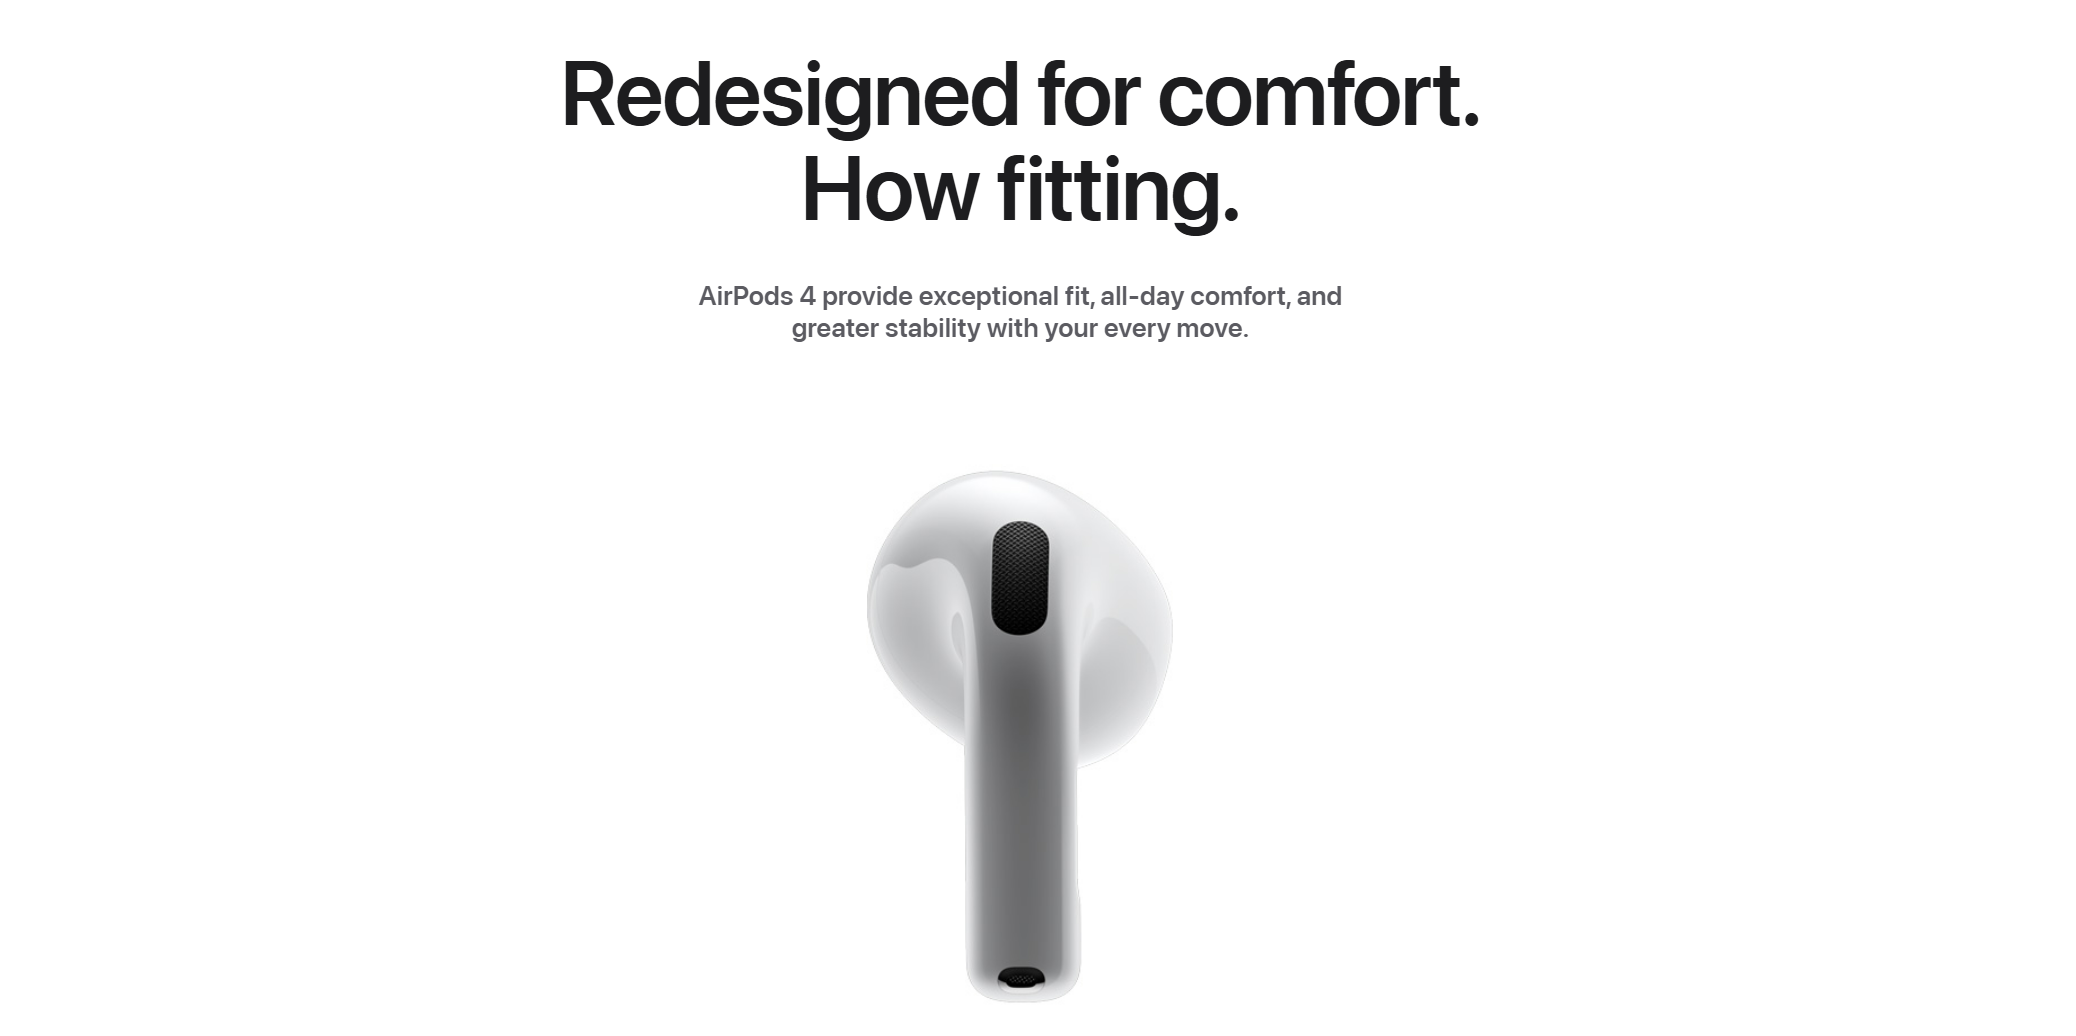 Redesigned for comfort.
How fitting.
AirPods 4 provide exceptional fit, all-day comfort, and
greater stability with your every move.